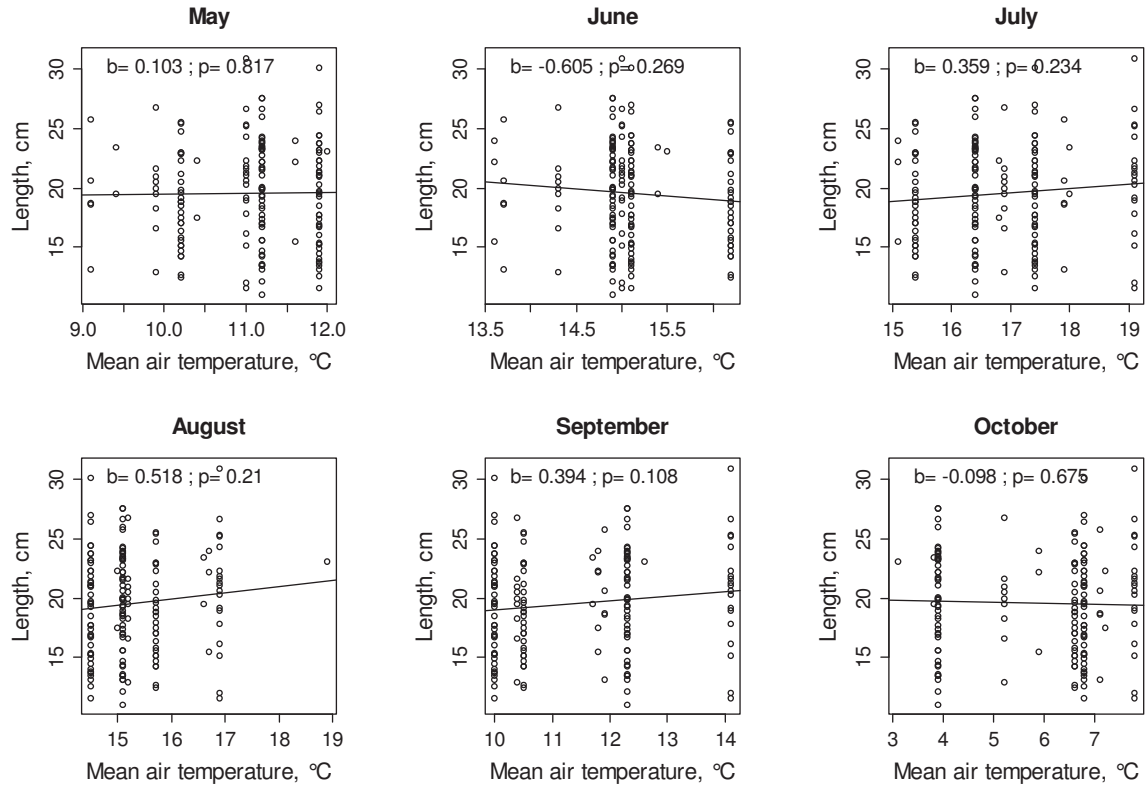 May
b= 0.103 ; p= 0.817
Length, cm
30
25
20
15
9.0 10.0 11.0 12.0
Mean air temperature, °C
June
b= -0.605 ; p= 0.269
Length, cm
30
25
20
15
13.5 14.5 15.5
Mean air temperature, °C
July
b= 0.359 ; p= 0.234
Length, cm
30
25
20
15
15 16 17 18 19
Mean air temperature, °C
August
b= 0.518 ; p= 0.21
Length, cm
30
25
20
15
15 16 17 18 19
Mean air temperature, °C
September
b= 0.394 ; p= 0.108
Length, cm
30
25
20
15
10 11 12 13 14
Mean air temperature, °C
October
b= -0.098 ; p= 0.675
Length, cm
30
25
20
15
3 4 5 6 7
Mean air temperature, °C